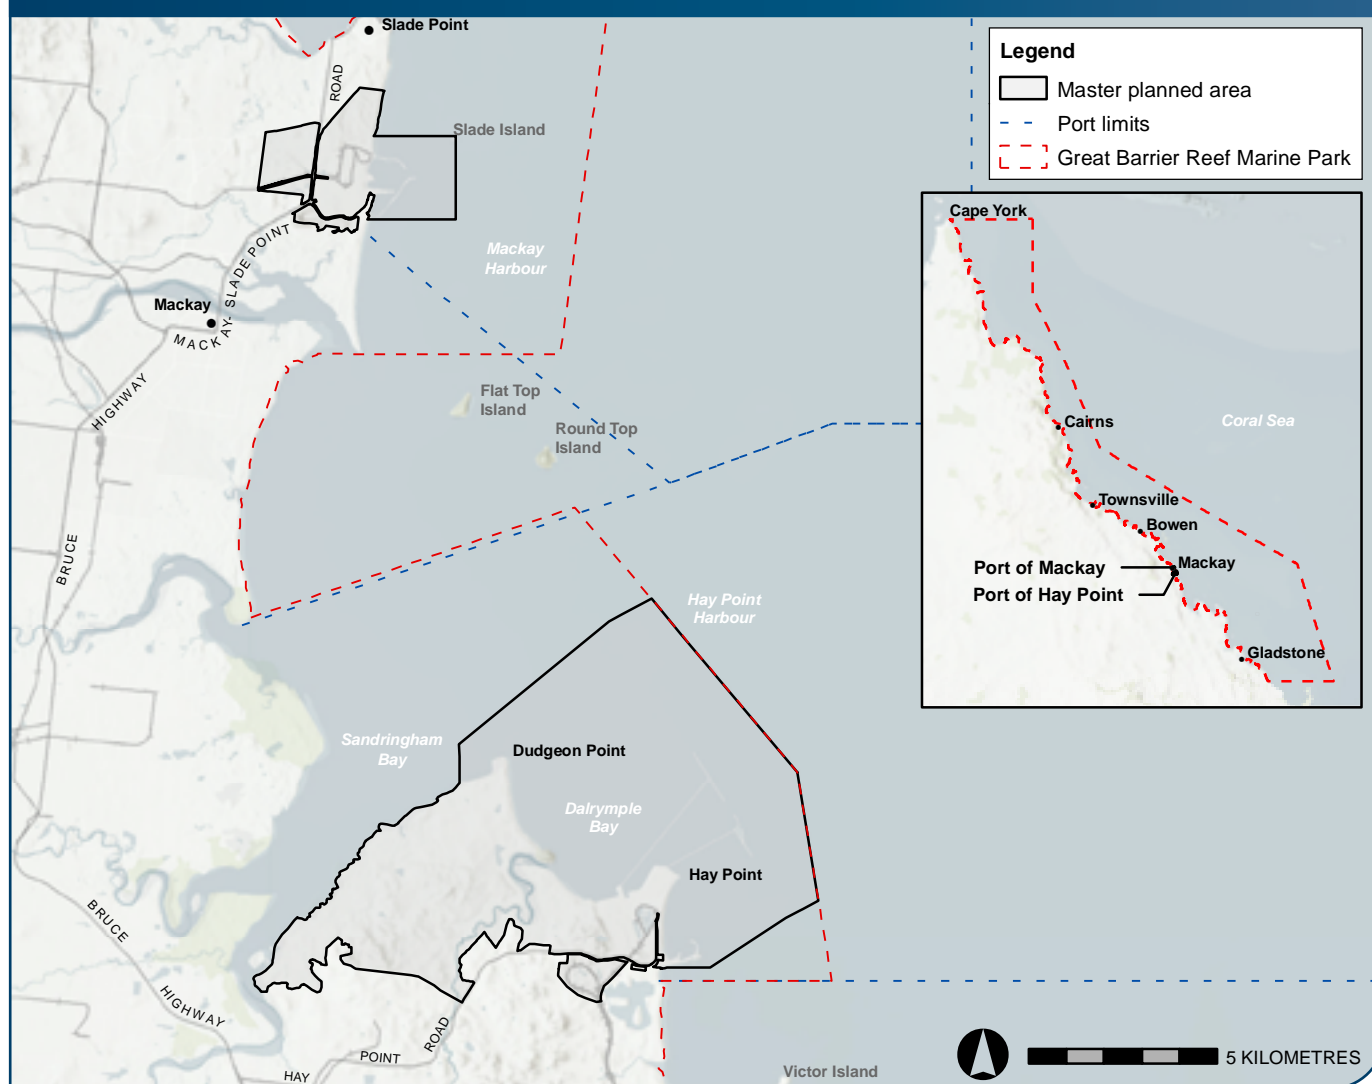 Slade Point
ROAD
Slade Island
Legend
Master planned area
Port limits
Great Barrier Reef Marine Park
Cape York
Coral Sea
Cairns
Townsville
Bowen
Port of Mackay
Mackay
Port of Hay Point
Gladstone
Mackay
Harbour
Mackay
MACKAY- SLADE POINT
HIGHWAY
Flat Top
Island
Round Top
Island
BRUCE
Hay Point
Harbour
Sandringham
Bay
Dudgeon Point
Dalrymple
Bay
Hay Point
BRUCE
HIGHWAY
HAY
POINT
ROAD
Victor Island
5 KILOMETRES